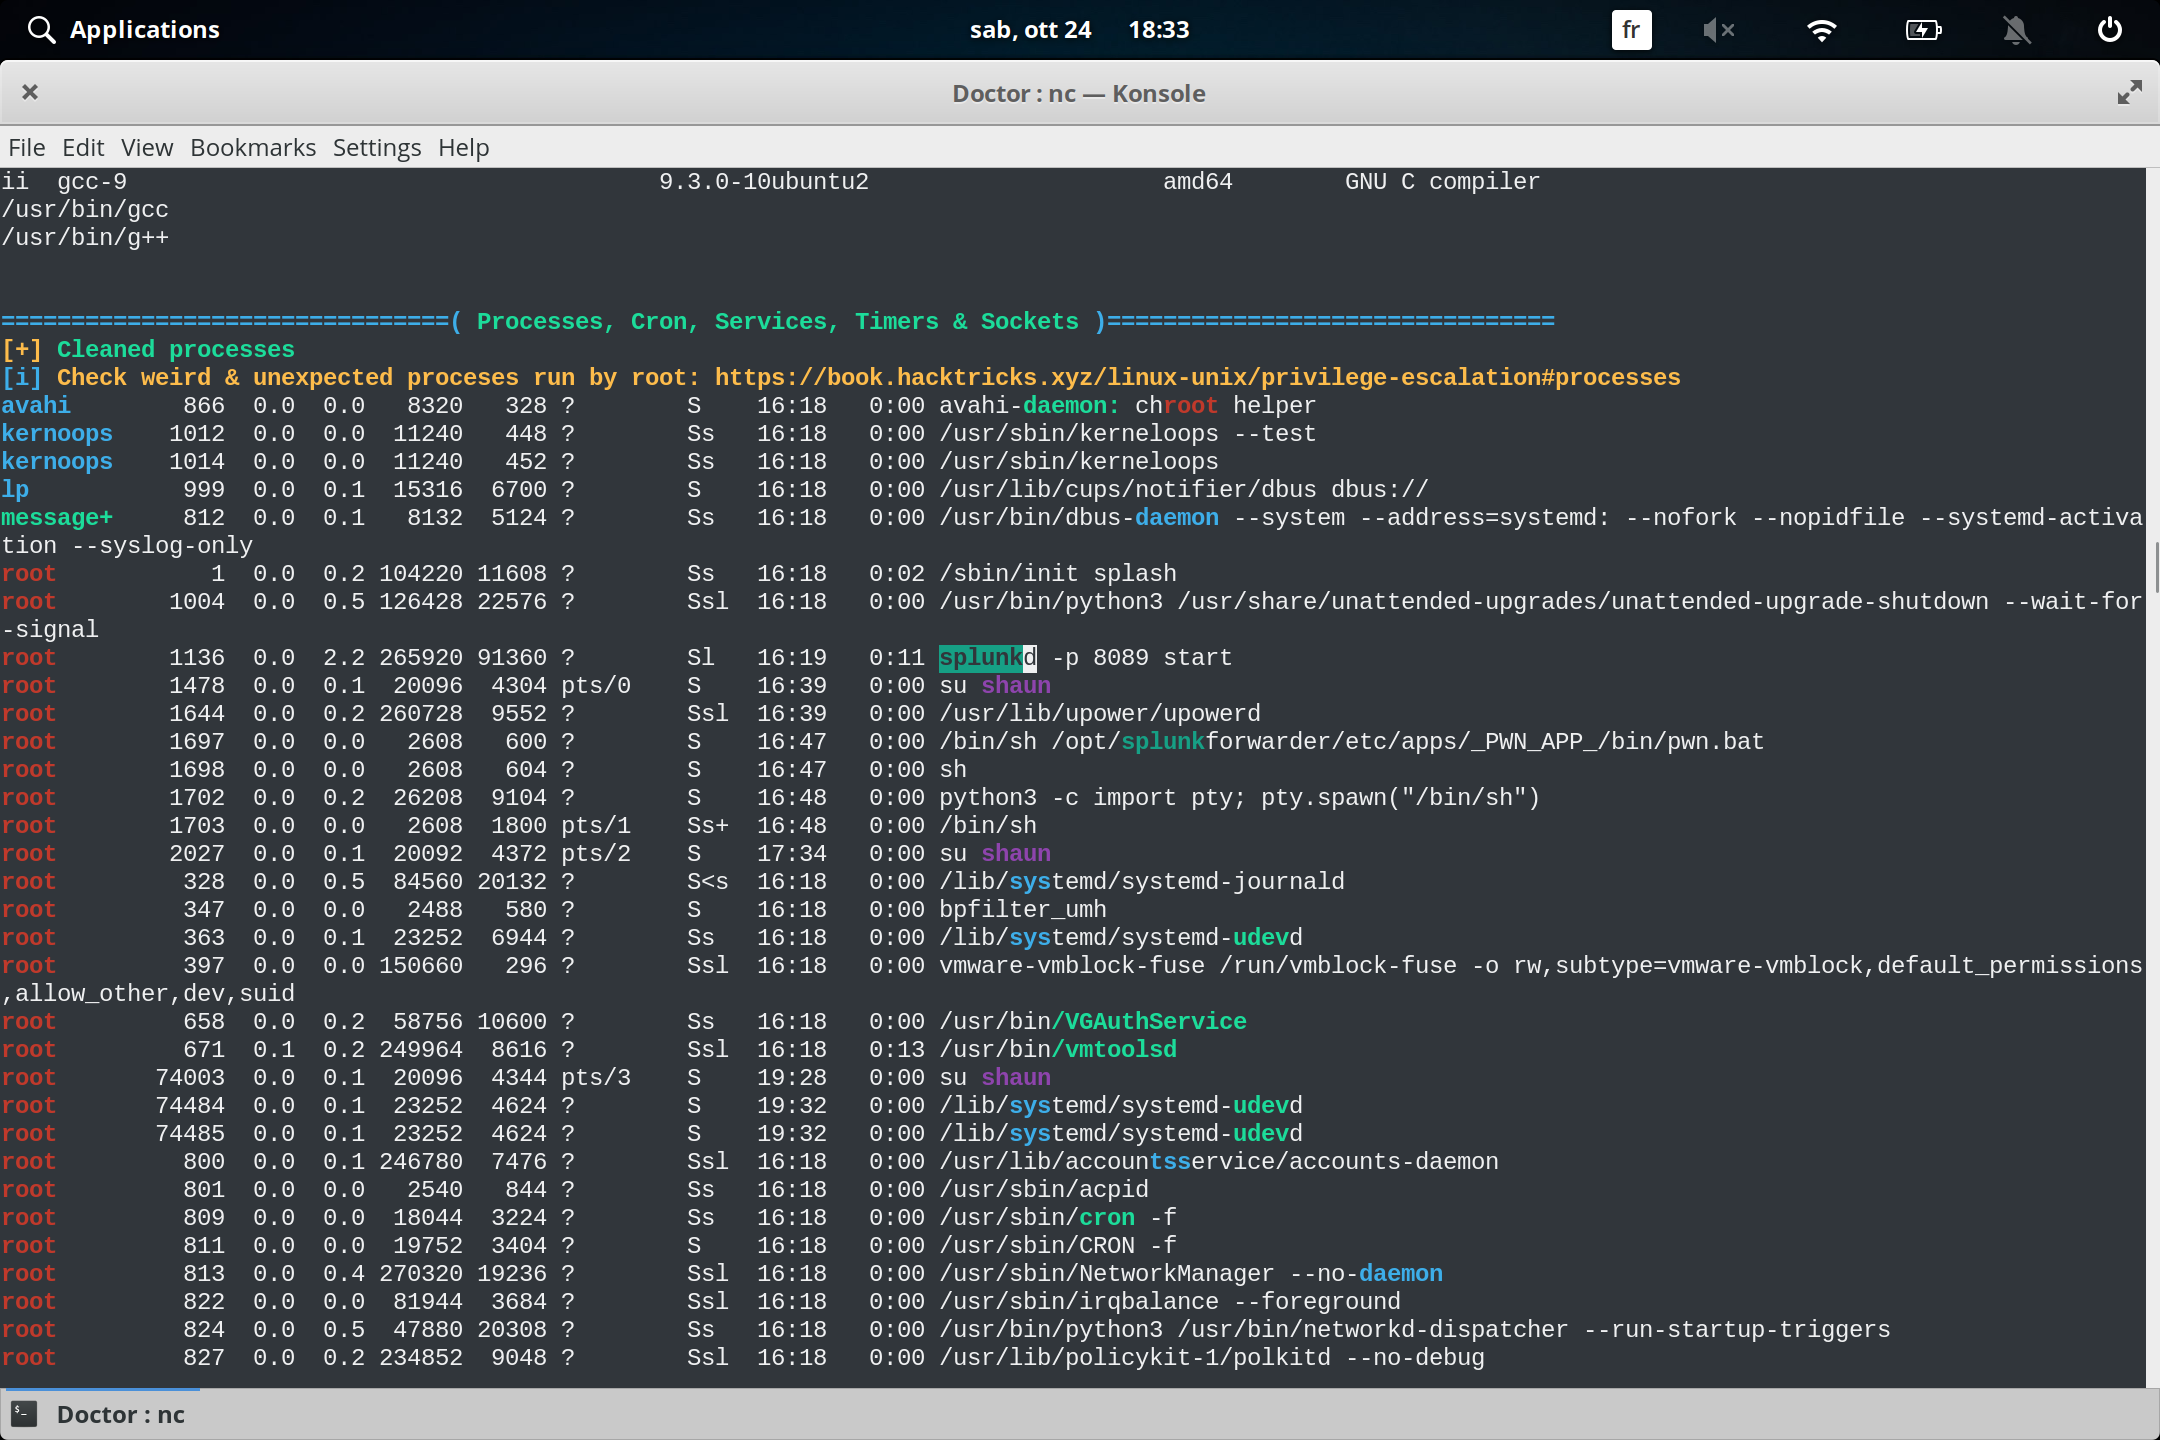 Applications sab, ott 24 18:33 fr
Doctor : nc — Konsole
File Edit View Bookmarks Settings Help
ii  gcc-9                                      9.3.0-10ubuntu2                     amd64        GNU C compiler
/usr/bin/gcc
/usr/bin/g++
================================( Processes, Cron, Services, Timers & Sockets )================================
[+] Cleaned processes
[i] Check weird & unexpected proceses run by root: https://book.hacktricks.xyz/linux-unix/privilege-escalation#processes
avahi        866  0.0  0.0   8320   328 ?        S    16:18   0:00 avahi-daemon: chroot helper
kernoops    1012  0.0  0.0  11240   448 ?        Ss   16:18   0:00 /usr/sbin/kerneloops --test
kernoops    1014  0.0  0.0  11240   452 ?        Ss   16:18   0:00 /usr/sbin/kerneloops
lp           999  0.0  0.1  15316  6700 ?        S    16:18   0:00 /usr/lib/cups/notifier/dbus dbus://
message+     812  0.0  0.1   8132  5124 ?        Ss   16:18   0:00 /usr/bin/dbus-daemon --system --address=systemd: --nofork --nopidfile --systemd-activa
tion --syslog-only
root           1  0.0  0.2 104220 11608 ?        Ss   16:18   0:02 /sbin/init splash
root        1004  0.0  0.5 126428 22576 ?        Ssl  16:18   0:00 /usr/bin/python3 /usr/share/unattended-upgrades/unattended-upgrade-shutdown --wait-for
-signal
root        1136  0.0  2.2 265920 91360 ?        Sl   16:19   0:11 splunkd -p 8089 start
root        1478  0.0  0.1  20096  4304 pts/0    S    16:39   0:00 su shaun
root        1644  0.0  0.2 260728  9552 ?        Ssl  16:39   0:00 /usr/lib/upower/upowerd
root        1697  0.0  0.0   2608   600 ?        S    16:47   0:00 /bin/sh /opt/splunkforwarder/etc/apps/_PWN_APP_/bin/pwn.bat
root        1698  0.0  0.0   2608   604 ?        S    16:47   0:00 sh
root        1702  0.0  0.2  26208  9104 ?        S    16:48   0:00 python3 -c import pty; pty.spawn("/bin/sh")
root        1703  0.0  0.0   2608  1800 pts/1    Ss+  16:48   0:00 /bin/sh
root        2027  0.0  0.1  20092  4372 pts/2    S    17:34   0:00 su shaun
root         328  0.0  0.5  84560 20132 ?        S<s  16:18   0:00 /lib/systemd/systemd-journald
root         347  0.0  0.0   2488   580 ?        S    16:18   0:00 bpfilter_umh
root         363  0.0  0.1  23252  6944 ?        Ss   16:18   0:00 /lib/systemd/systemd-udevd
root         397  0.0  0.0 150660   296 ?        Ssl  16:18   0:00 vmware-vmblock-fuse /run/vmblock-fuse -o rw,subtype=vmware-vmblock,default_permissions
,allow_other,dev,suid
root         658  0.0  0.2  58756 10600 ?        Ss   16:18   0:00 /usr/bin/VGAuthService
root         671  0.1  0.2 249964  8616 ?        Ssl  16:18   0:13 /usr/bin/vmtoolsd
root       74003  0.0  0.1  20096  4344 pts/3    S    19:28   0:00 su shaun
root       74484  0.0  0.1  23252  4624 ?        S    19:32   0:00 /lib/systemd/systemd-udevd
root       74485  0.0  0.1  23252  4624 ?        S    19:32   0:00 /lib/systemd/systemd-udevd
root         800  0.0  0.1 246780  7476 ?        Ssl  16:18   0:00 /usr/lib/accountsservice/accounts-daemon
root         801  0.0  0.0   2540   844 ?        Ss   16:18   0:00 /usr/sbin/acpid
root         809  0.0  0.0  18044  3224 ?        Ss   16:18   0:00 /usr/sbin/cron -f
root         811  0.0  0.0  19752  3404 ?        S    16:18   0:00 /usr/sbin/CRON -f
root         813  0.0  0.4 270320 19236 ?        Ssl  16:18   0:00 /usr/sbin/NetworkManager --no-daemon
root         822  0.0  0.0  81944  3684 ?        Ssl  16:18   0:00 /usr/sbin/irqbalance --foreground
root         824  0.0  0.5  47880 20308 ?        Ss   16:18   0:00 /usr/bin/python3 /usr/bin/networkd-dispatcher --run-startup-triggers
root         827  0.0  0.2 234852  9048 ?        Ssl  16:18   0:00 /usr/lib/policykit-1/polkitd --no-debug
Doctor : nc